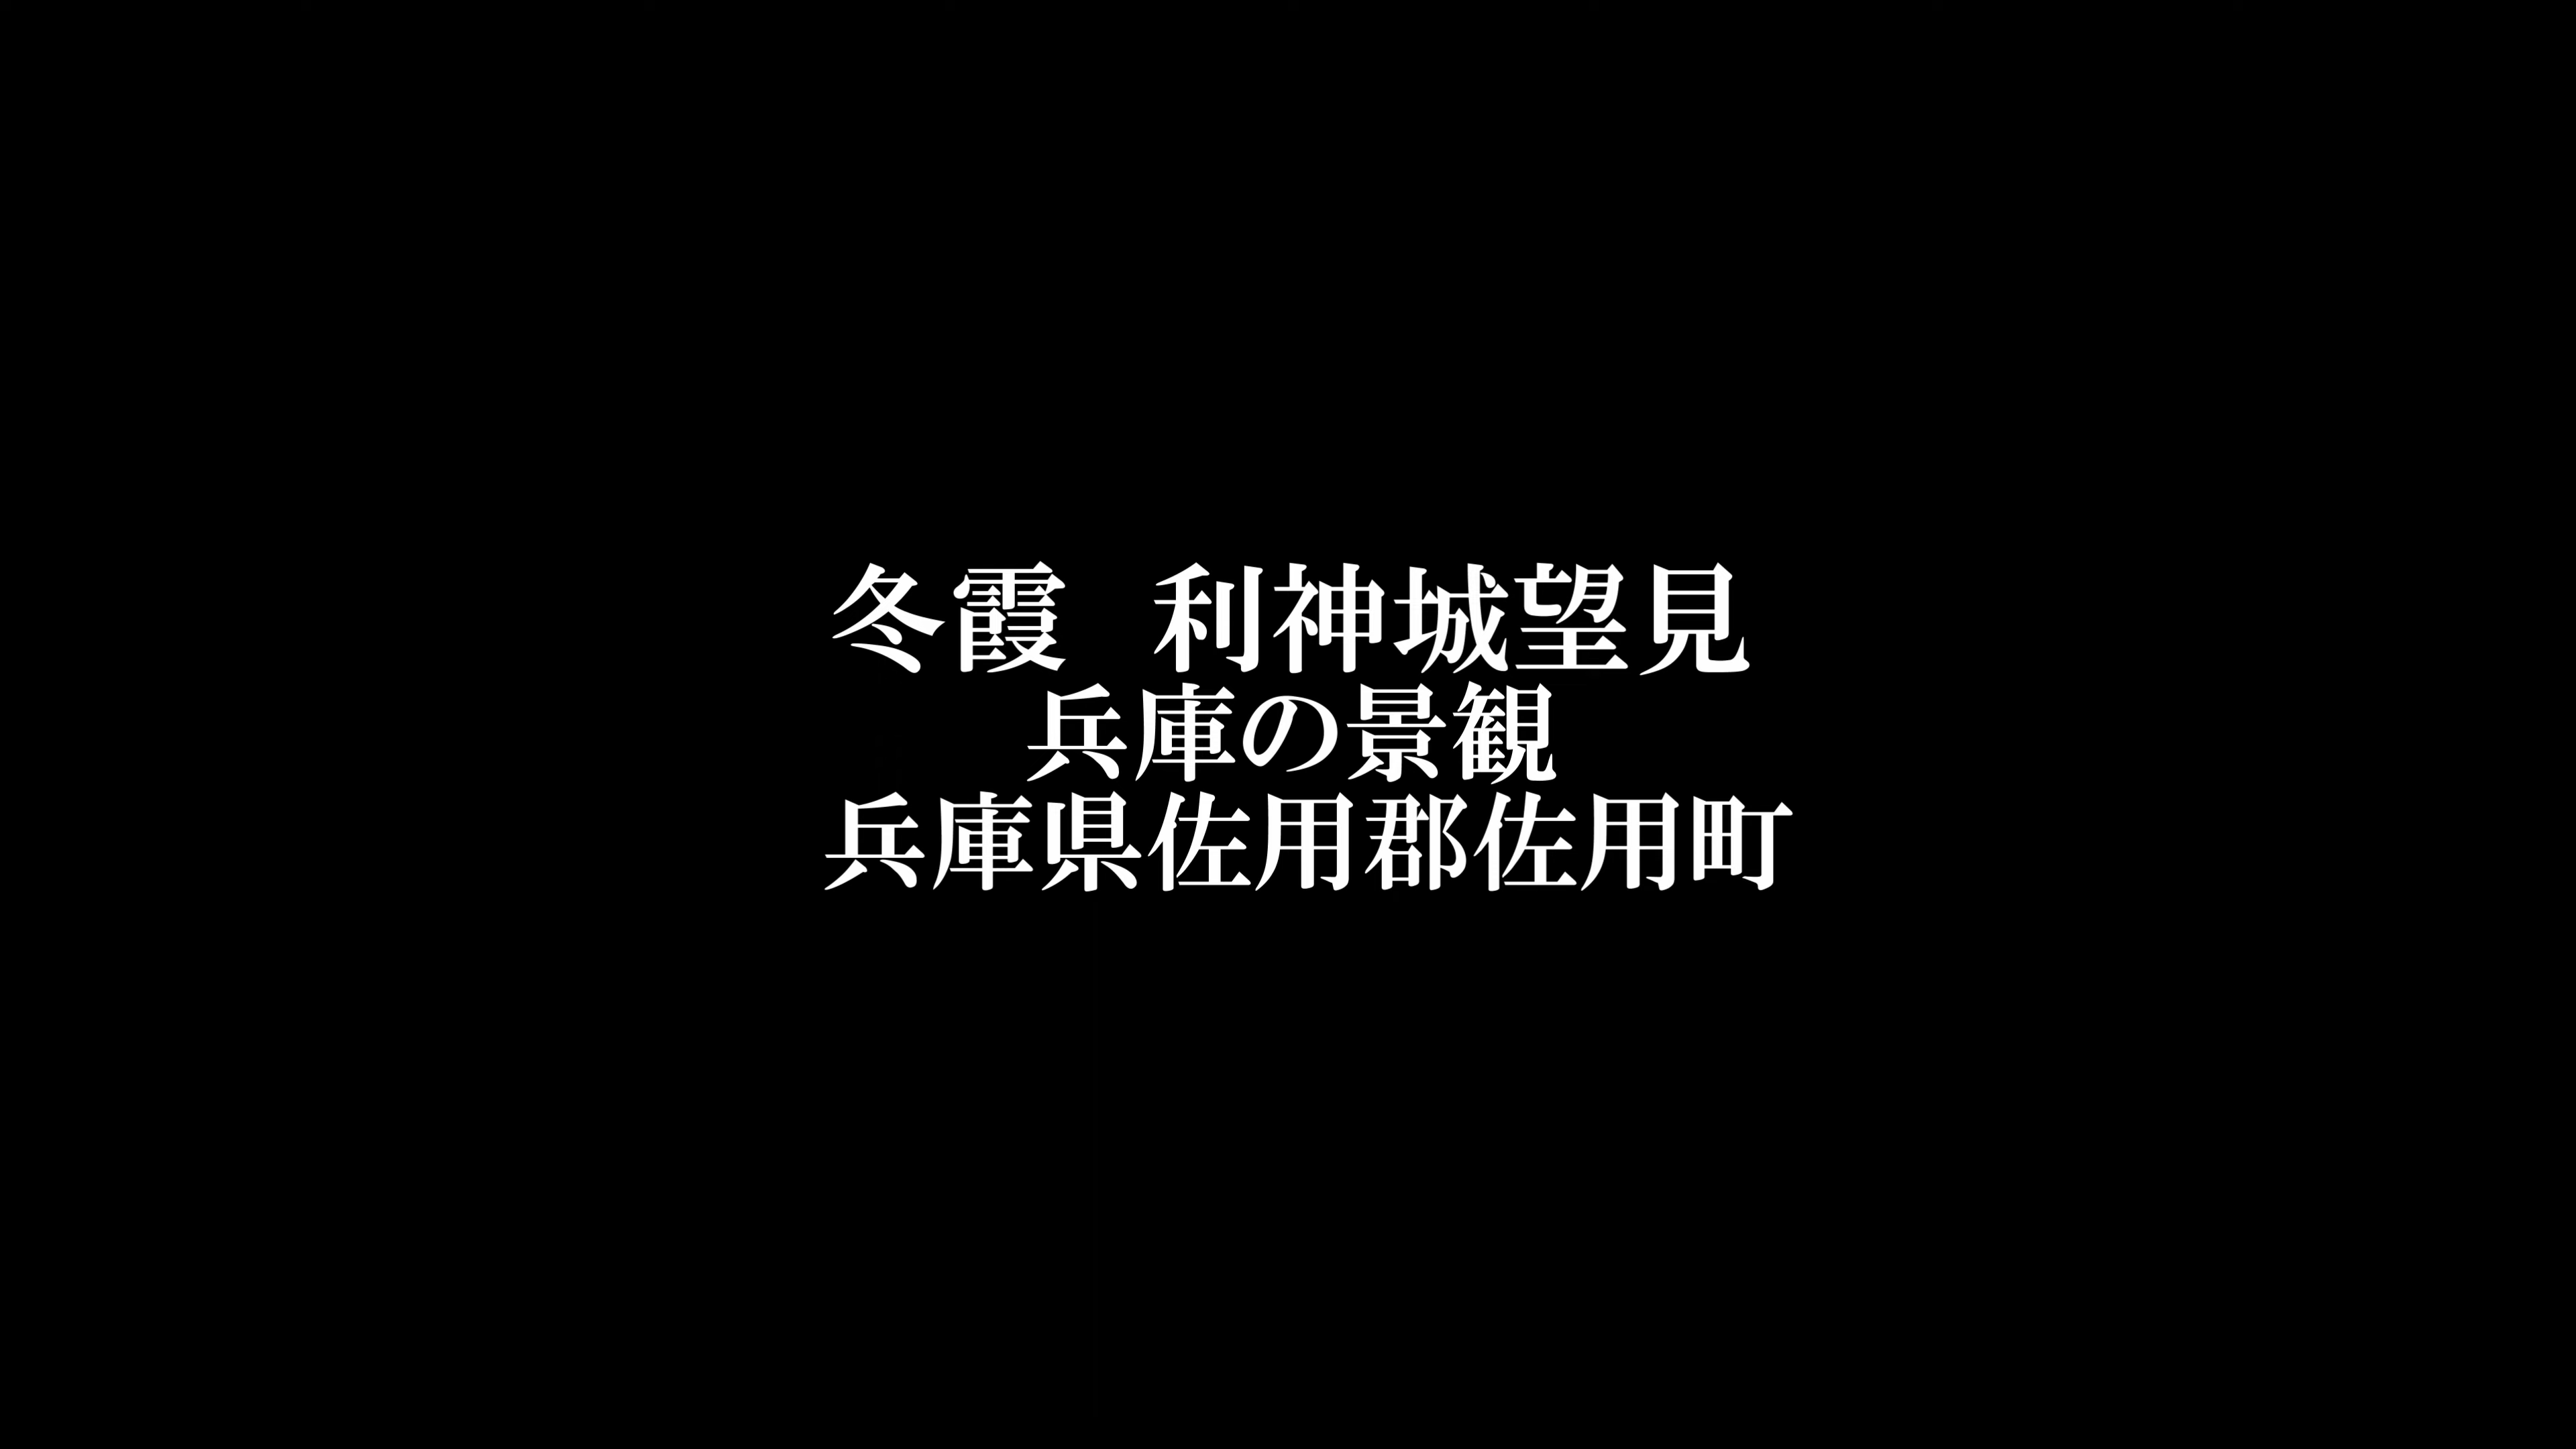 冬霞　利神城望見
兵庫の景観
兵庫県佐用郡佐用町